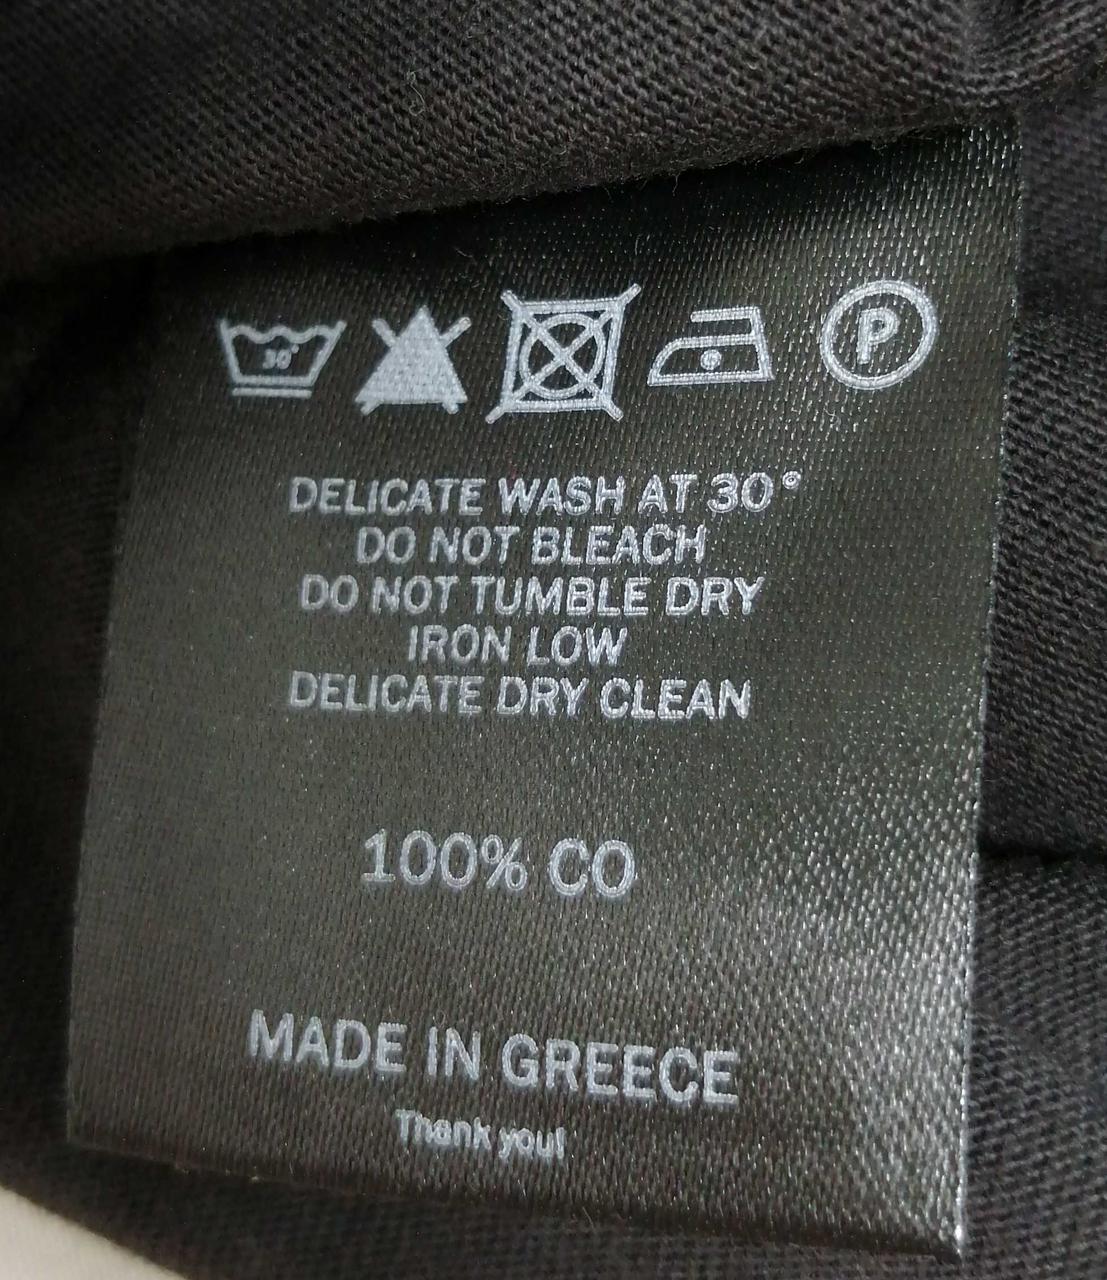 30°
P
DELICATE WASH AT 30°
DO NOT BLEACH
DO NOT TUMBLE DRY
IRON LOW
DELICATE DRY CLEAN
100% CO
MADE IN GREECE
Thank you!